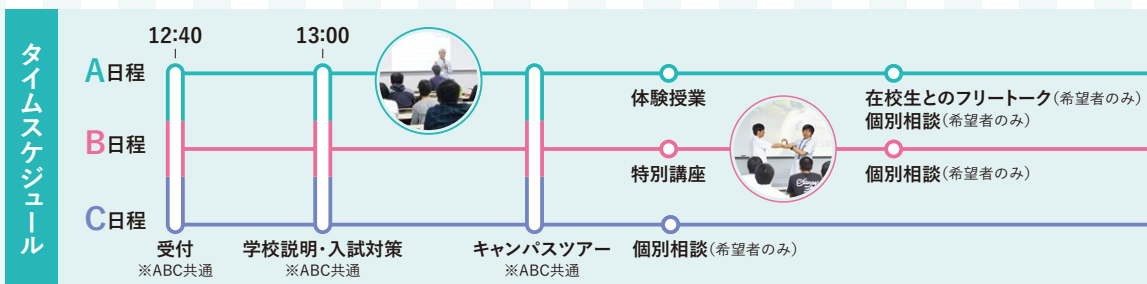 タイムスケジュール
12:40
13:00
A日程
体験授業
在校生とのフリートーク(希望者のみ)
個別相談(希望者のみ)
B日程
特別講座
個別相談(希望者のみ)
C日程
受付
※ABC共通
学校説明・入試対策
※ABC共通
キャンパスツアー
※ABC共通
個別相談(希望者のみ)